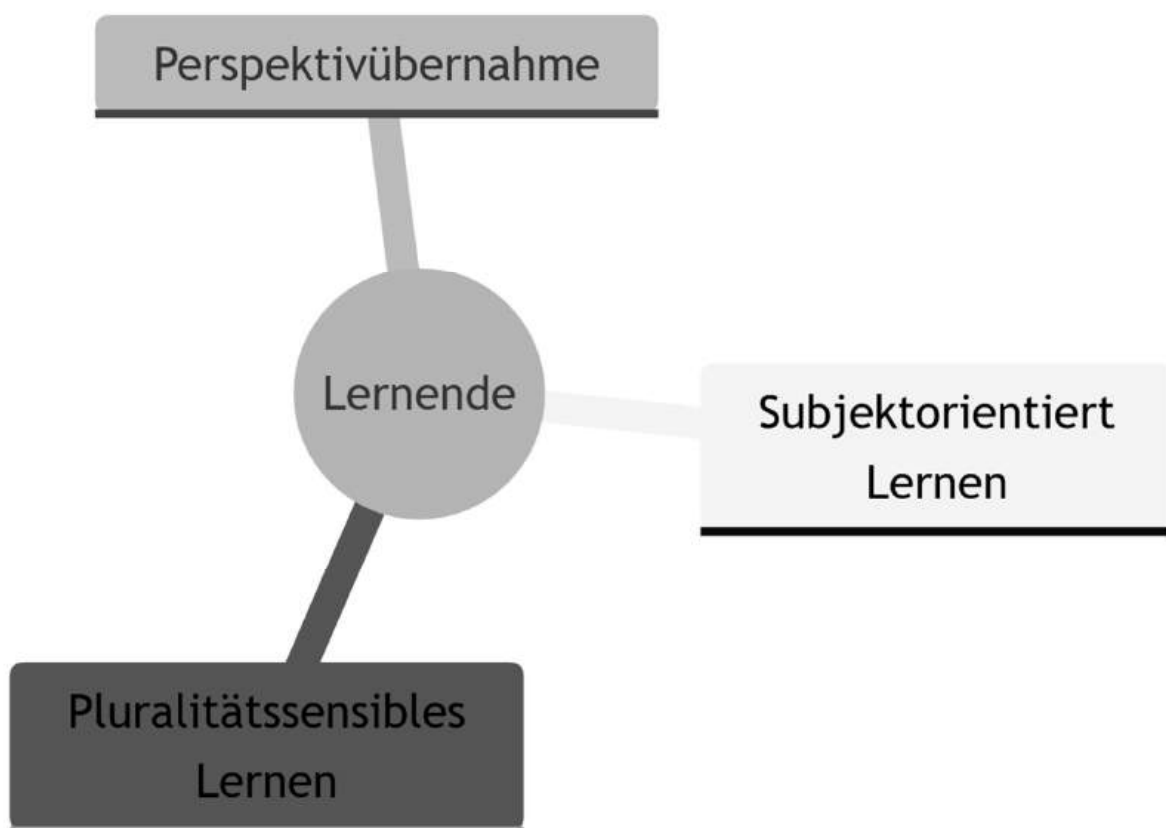 Perspektivübernahme
Lernende
Subjektorientiert
Lernen
Pluralitätssensibles
Lernen